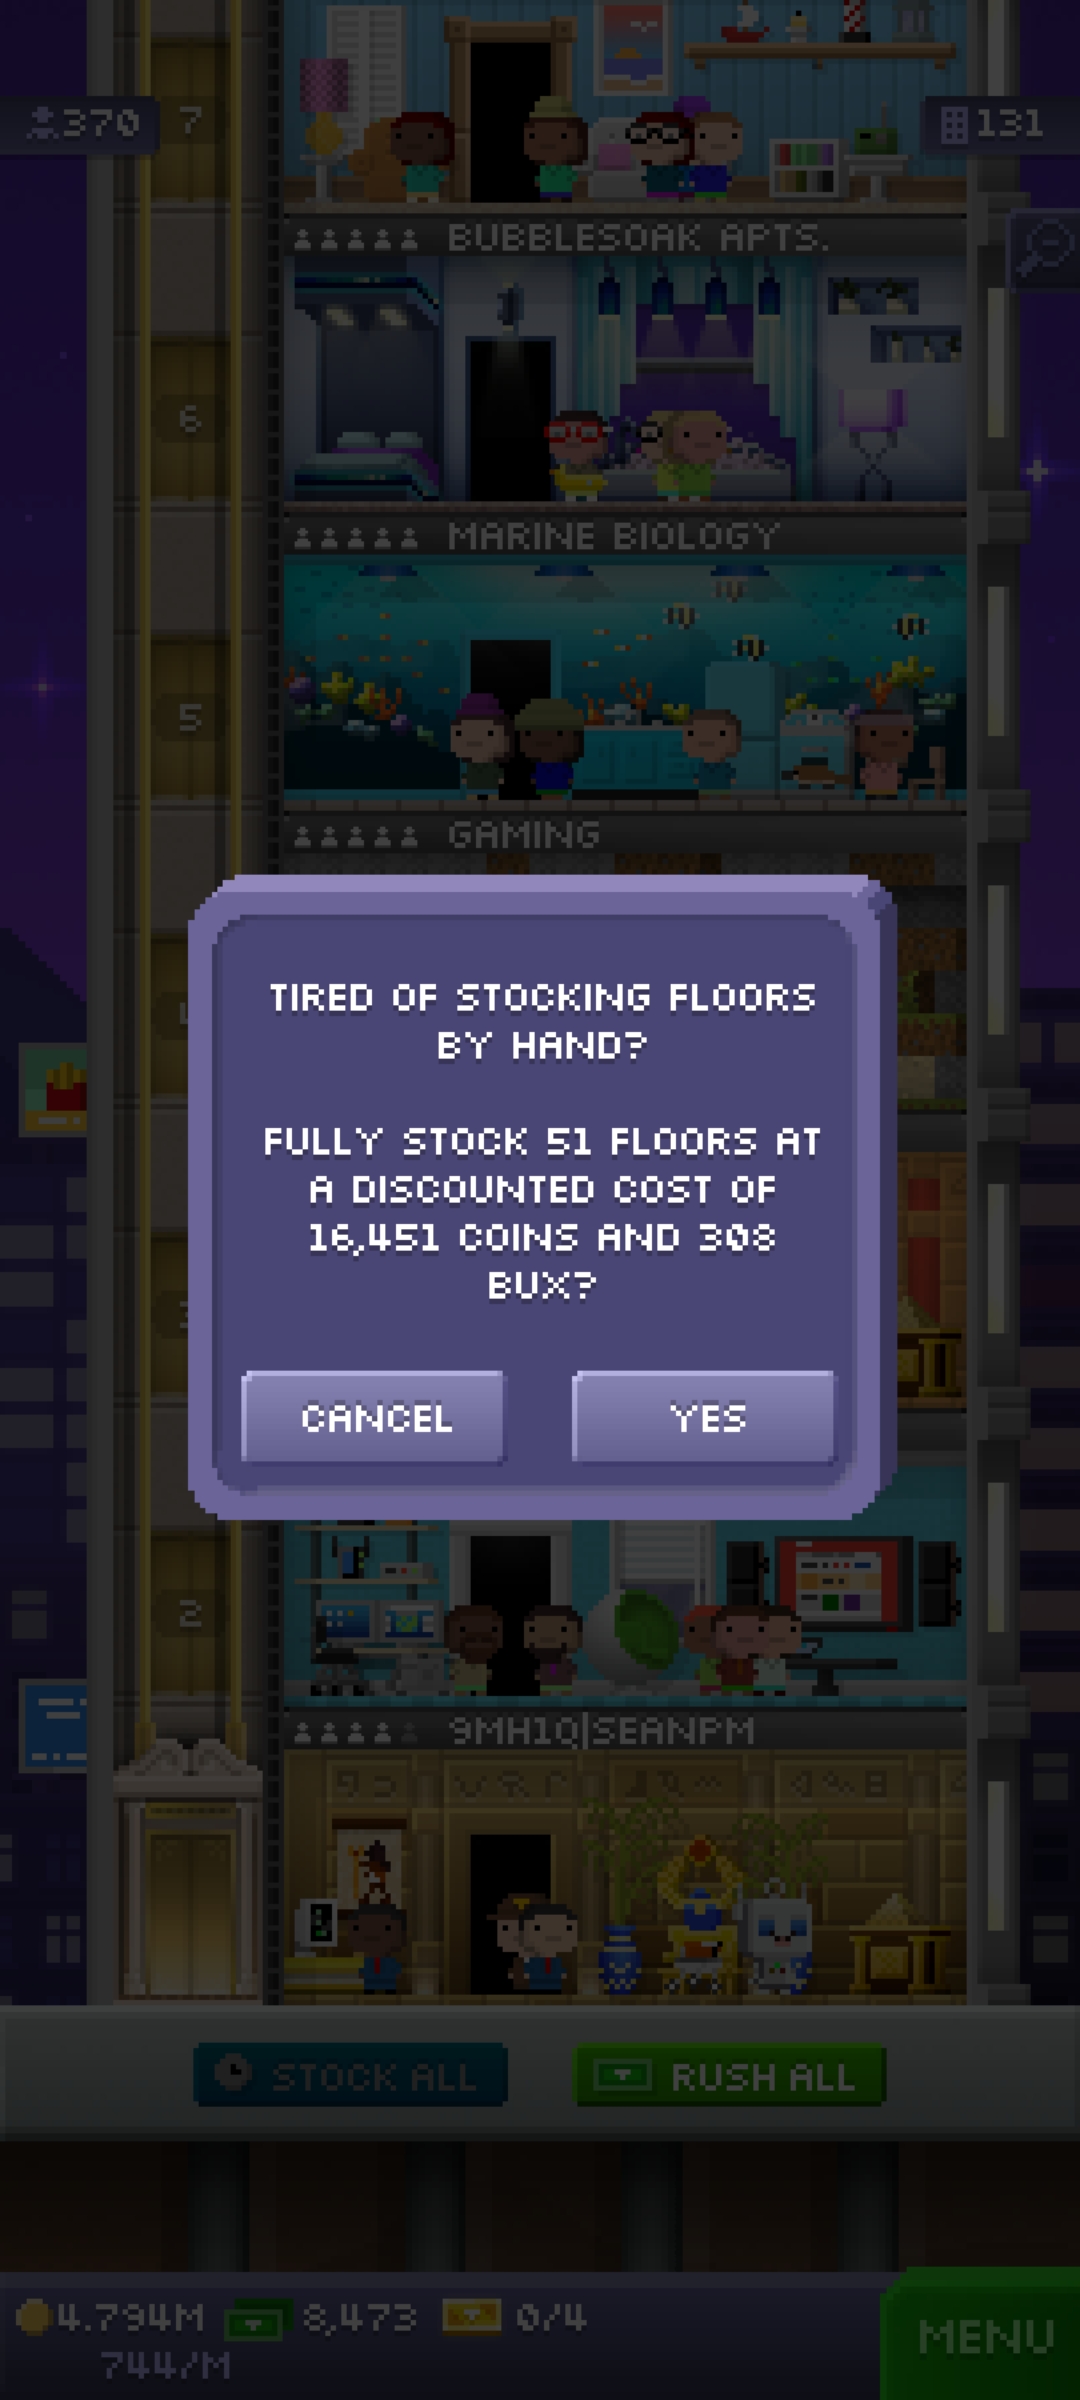 370
7
131
BUBBLESOAK APTS.
6
MARINE BIOLOGY
5
GAMING
TIRED OF STOCKING FLOORS
BY HAND?
FULLY STOCK 51 FLOORS AT
A DISCOUNTED COST OF
16,451 COINS AND 308
BUX?
CANCEL
YES
2
9MH1Q|SEANPM
STOCK ALL
RUSH ALL
4.794M
8,473
0/4
744/M
MENU